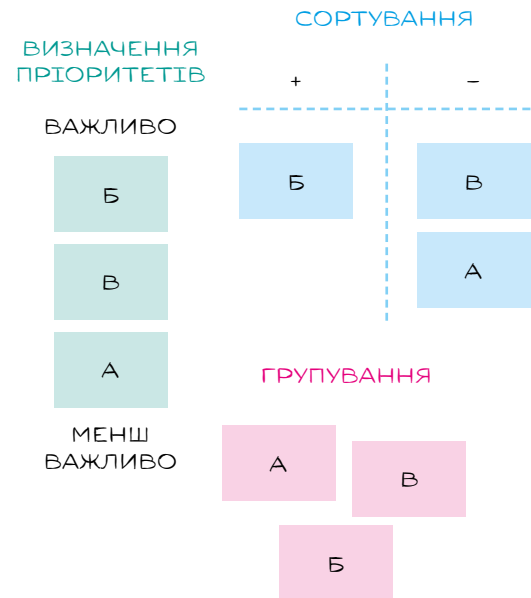 ВИЗНАЧЕННЯ
ПРІОРИТЕТІВ
ВАЖЛИВО
Б
В
А
МЕНШ
ВАЖЛИВО
СОРТУВАННЯ
+ −
Б В
А
ГРУПУВАННЯ
А
В
Б